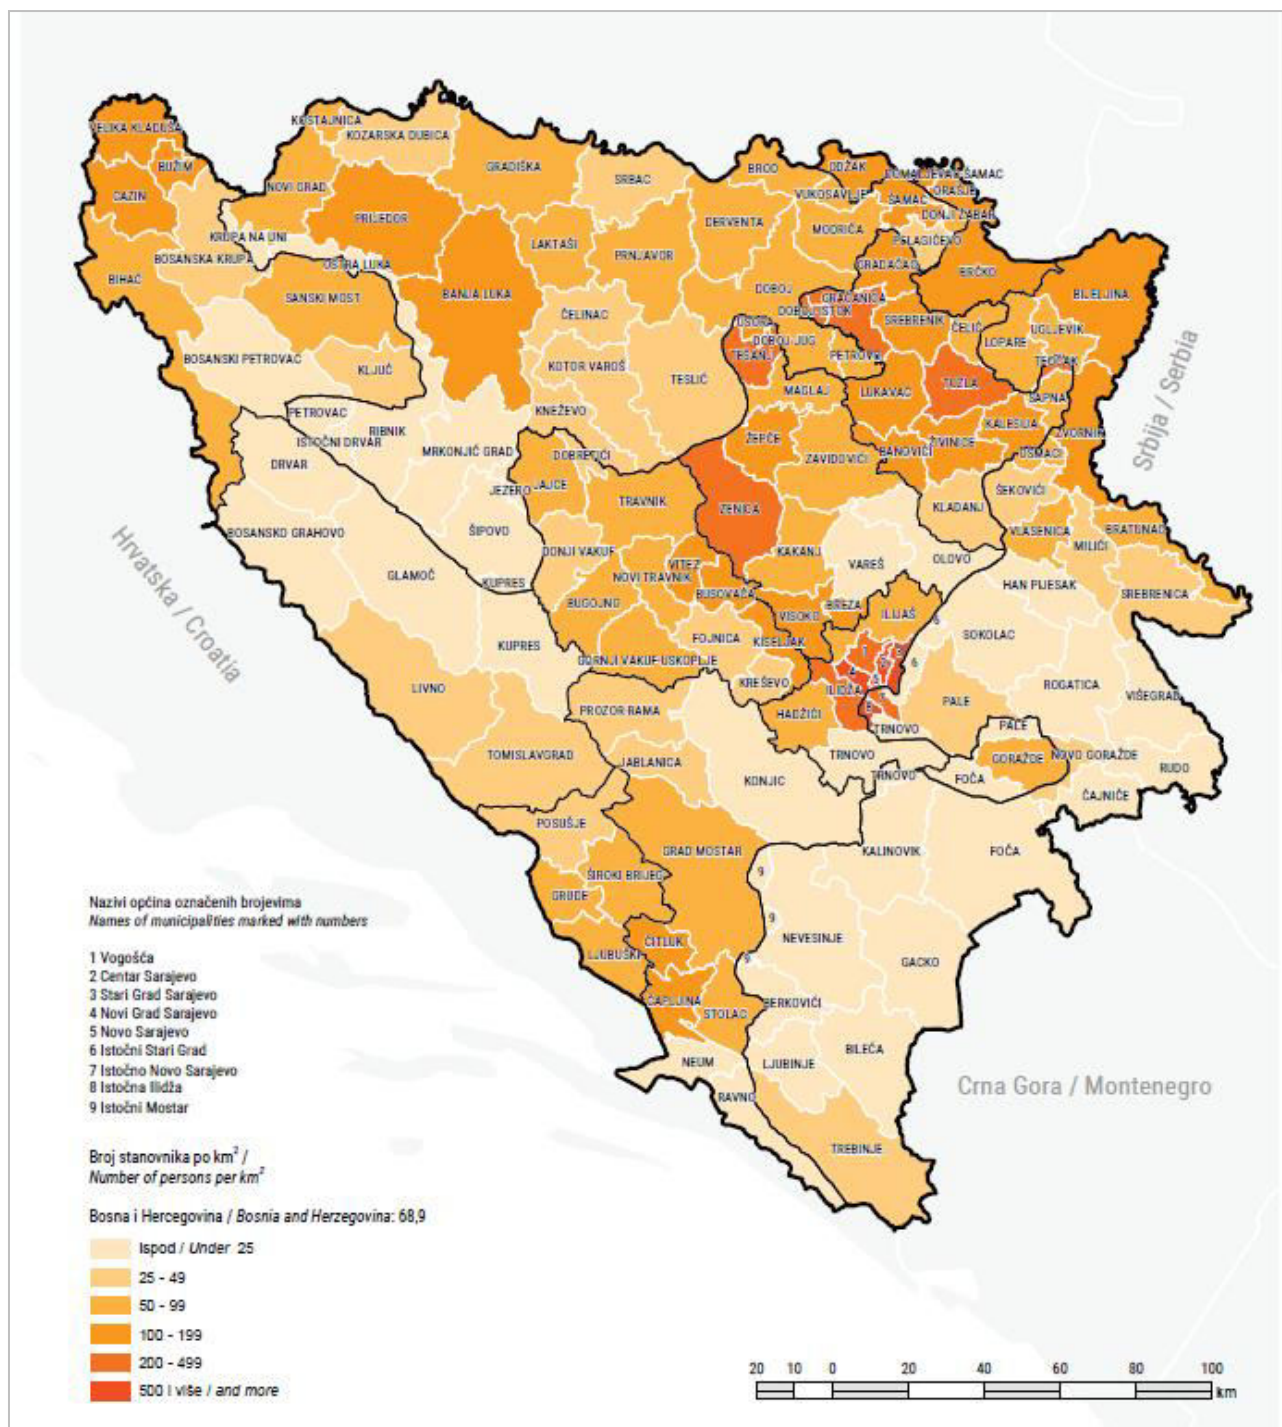 VELIKA KLADUŠA
BUŽIM
CAZIN
BIHAĆ
KOSTAJNICA
KOZARSKA DUBICA
NOVI GRAD
GRADIŠKA
SRBAC
BROD
ODŽAK
DOMALJEVAC-ŠAMAC
ORAŠJE
VUKOSAVLJE
ŠAMAC
DONJI ŽABAR
PRIJEDOR
DERVENTA
MODRIČA
PELAGIĆEVO
KRUPA NA UNI
LAKTAŠI
PRNJAVOR
BOSANSKA KRUPA
OŠTRA LUKA
GRADAČAC
BRČKO
BIJELJINA
SANSKI MOST
BANJA LUKA
DOBOJ
GRAČANICA
DOBOJ ISTOK
ČELINAC
USORA
SREBRENIK
ČELIĆ
UGLJEVIK
LOPARE
DOBOJ-JUG
TEŠANJ
PETROVO
TEOČAK
BOSANSKI PETROVAC
KLJUČ
KOTOR VAROŠ
TESLIĆ
MAGLAJ
LUKAVAC
TUZLA
SAPNA
PETROVAC
KNEŽEVO
RIBNIK
ISTOČNI DRVAR
KALESIJA
ZVORNIK
ŽEPČE
ŽIVINICE
BANOVIĆI
OSMACI
DRVAR
MRKONJIĆ GRAD
DOBRETIĆI
ZAVIDOVIĆI
JEZERO
JAJCE
TRAVNIK
ZENICA
ŠEKOVIĆI
KLADANJ
BOSANSKO GRAHOVO
ŠIPOVO
VLASENICA
BRATUNAC
MILIĆI
DONJI VAKUF
KAKANJ
VAREŠ
OLOVO
GLAMOČ
KUPRES
VITEZ
NOVI TRAVNIK
HAN PIJESAK
SREBRENICA
BUGOJNO
BUSOVAČA
BREZA
VISOKO
ILIJAŠ
6
SOKOLAC
FOJNICA
KISELJAK
KUPRES
GORNJI VAKUF-USKOPLJE
1
2
3
4
5
6
KREŠEVO
ILIDŽA
7
8
ROGATICA
VIŠEGRAD
LIVNO
PROZOR-RAMA
HADŽIĆI
PALE
TRNOVO
PALE
TOMISLAVGRAD
JABLANICA
KONJIC
TRNOVO
TRNOVO
GORAŽDE
NOVO GORAŽDE
RUDO
FOČA
ČAJNIČE
POSUŠJE
GRAD MOSTAR
KALINOVIK
FOČA
ŠIROKI BRIJEG
9
GRUDE
9
NEVESINJE
ČITLUK
LJUBUŠKI
9
GACKO
ČAPLJINA
STOLAC
BERKOVIĆI
NEUM
LJUBINJE
BILEĆA
RAVNO
TREBINJE
Hrvatska / Croatia
Srbija / Serbia
Crna Gora / Montenegro
Nazivi općina označenih brojevima
Names of municipalities marked with numbers
1 Vogošća
2 Centar Sarajevo
3 Stari Grad Sarajevo
4 Novi Grad Sarajevo
5 Novo Sarajevo
6 Istočni Stari Grad
7 Istočno Novo Sarajevo
8 Istočna Ilidža
9 Istočni Mostar
Broj stanovnika po km² /
Number of persons per km²
Bosna i Hercegovina / Bosnia and Herzegovina: 68,9
Ispod / Under 25
25 - 49
50 - 99
100 - 199
200 - 499
500 i više / and more
20 10 0 20 40 60 80 100
km